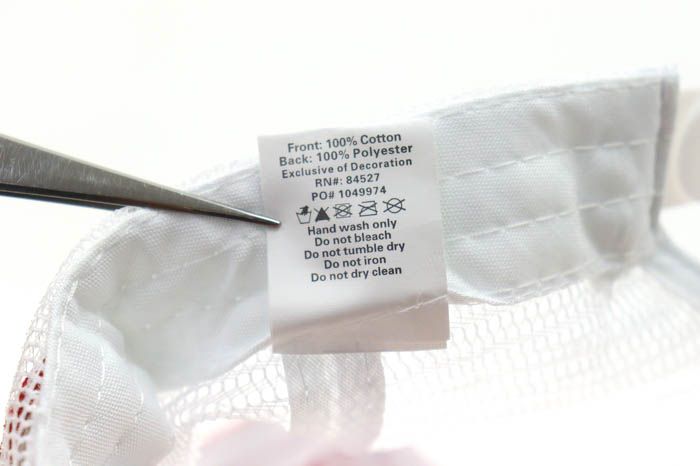 Front: 100% Cotton
Back: 100% Polyester
Exclusive of Decoration
RN#: 84527
PO# 1049974
Hand wash only
Do not bleach
Do not tumble dry
Do not iron
Do not dry clean